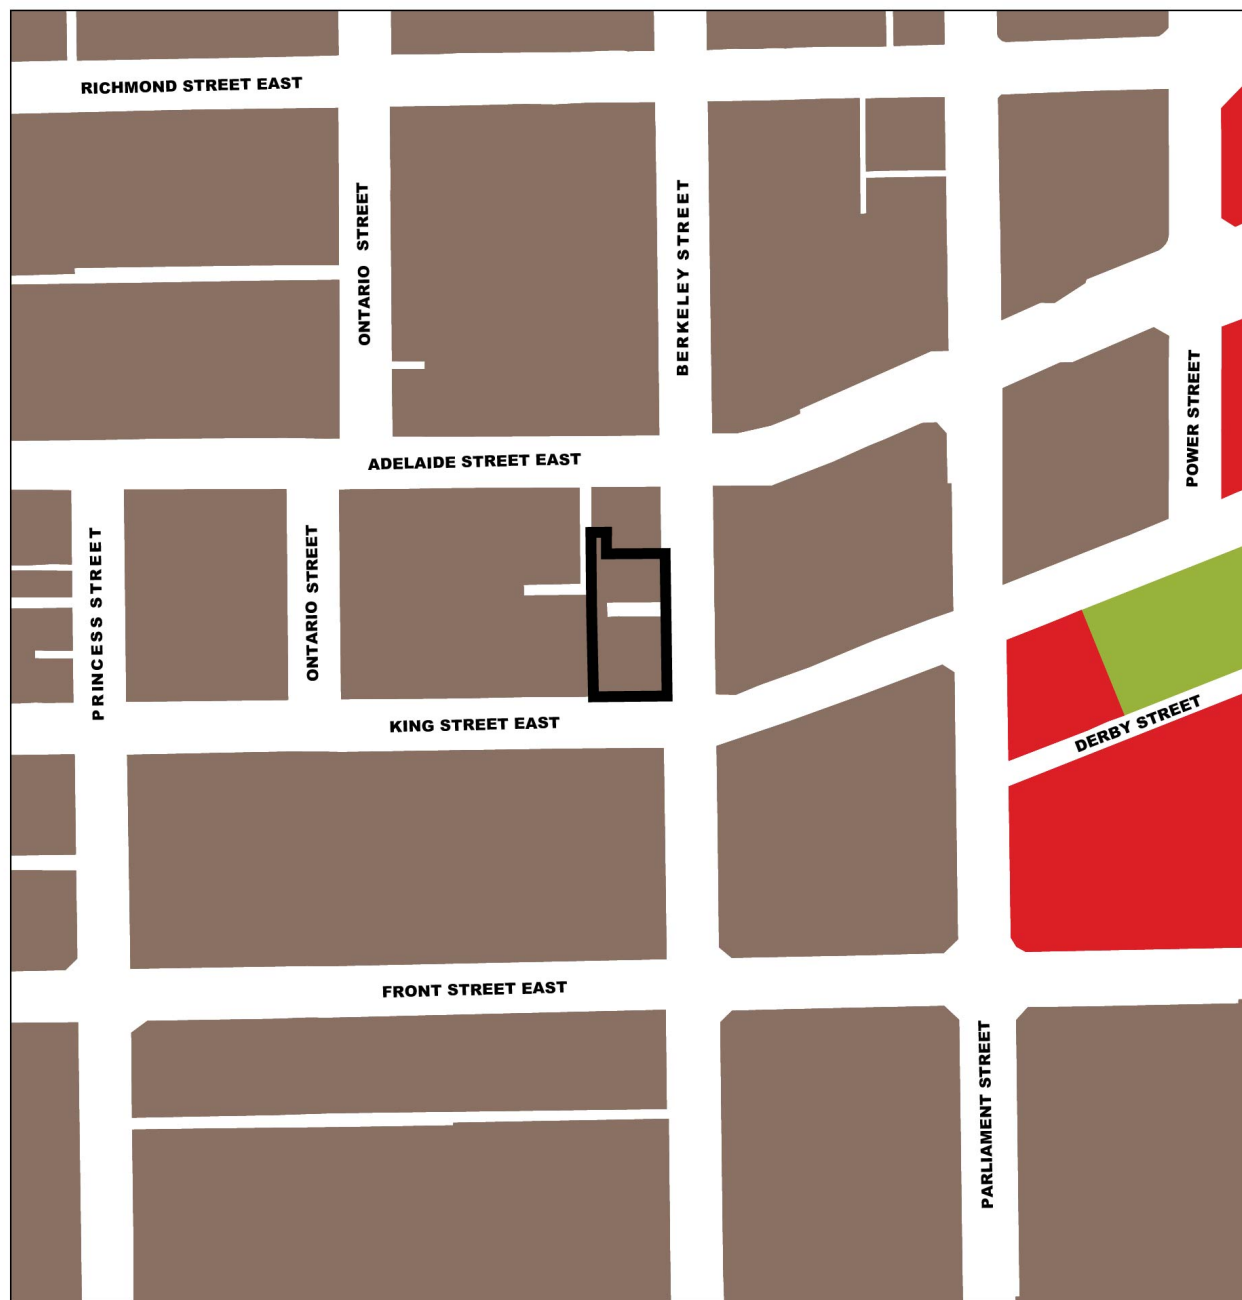 RICHMOND STREET EAST
ONTARIO STREET
BERKELEY STREET
POWER STREET
ADELAIDE STREET EAST
PRINCESS STREET
ONTARIO STREET
KING STREET EAST
DERBY STREET
FRONT STREET EAST
PARLIAMENT STREET